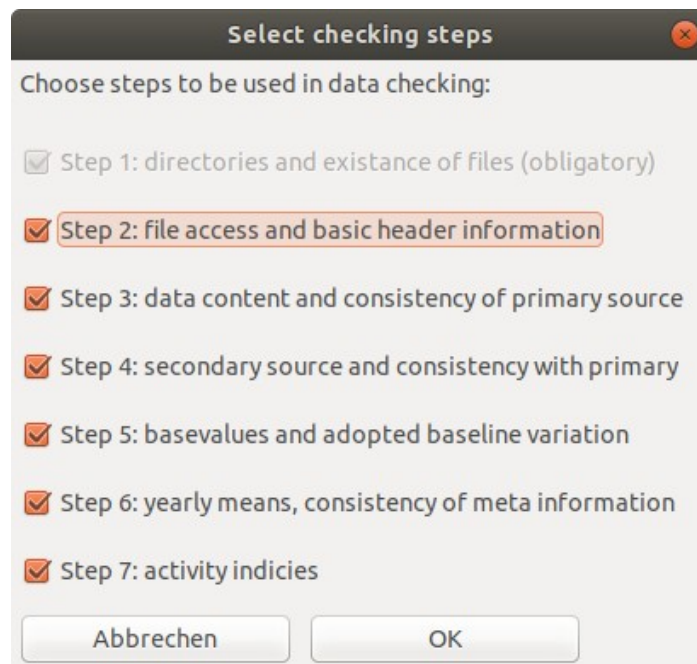 Select checking steps
Choose steps to be used in data checking:
Step 1: directories and existance of files (obligatory)
Step 2: file access and basic header information
Step 3: data content and consistency of primary source
Step 4: secondary source and consistency with primary
Step 5: basevalues and adopted baseline variation
Step 6: yearly means, consistency of meta information
Step 7: activity indicies
Abbrechen OK